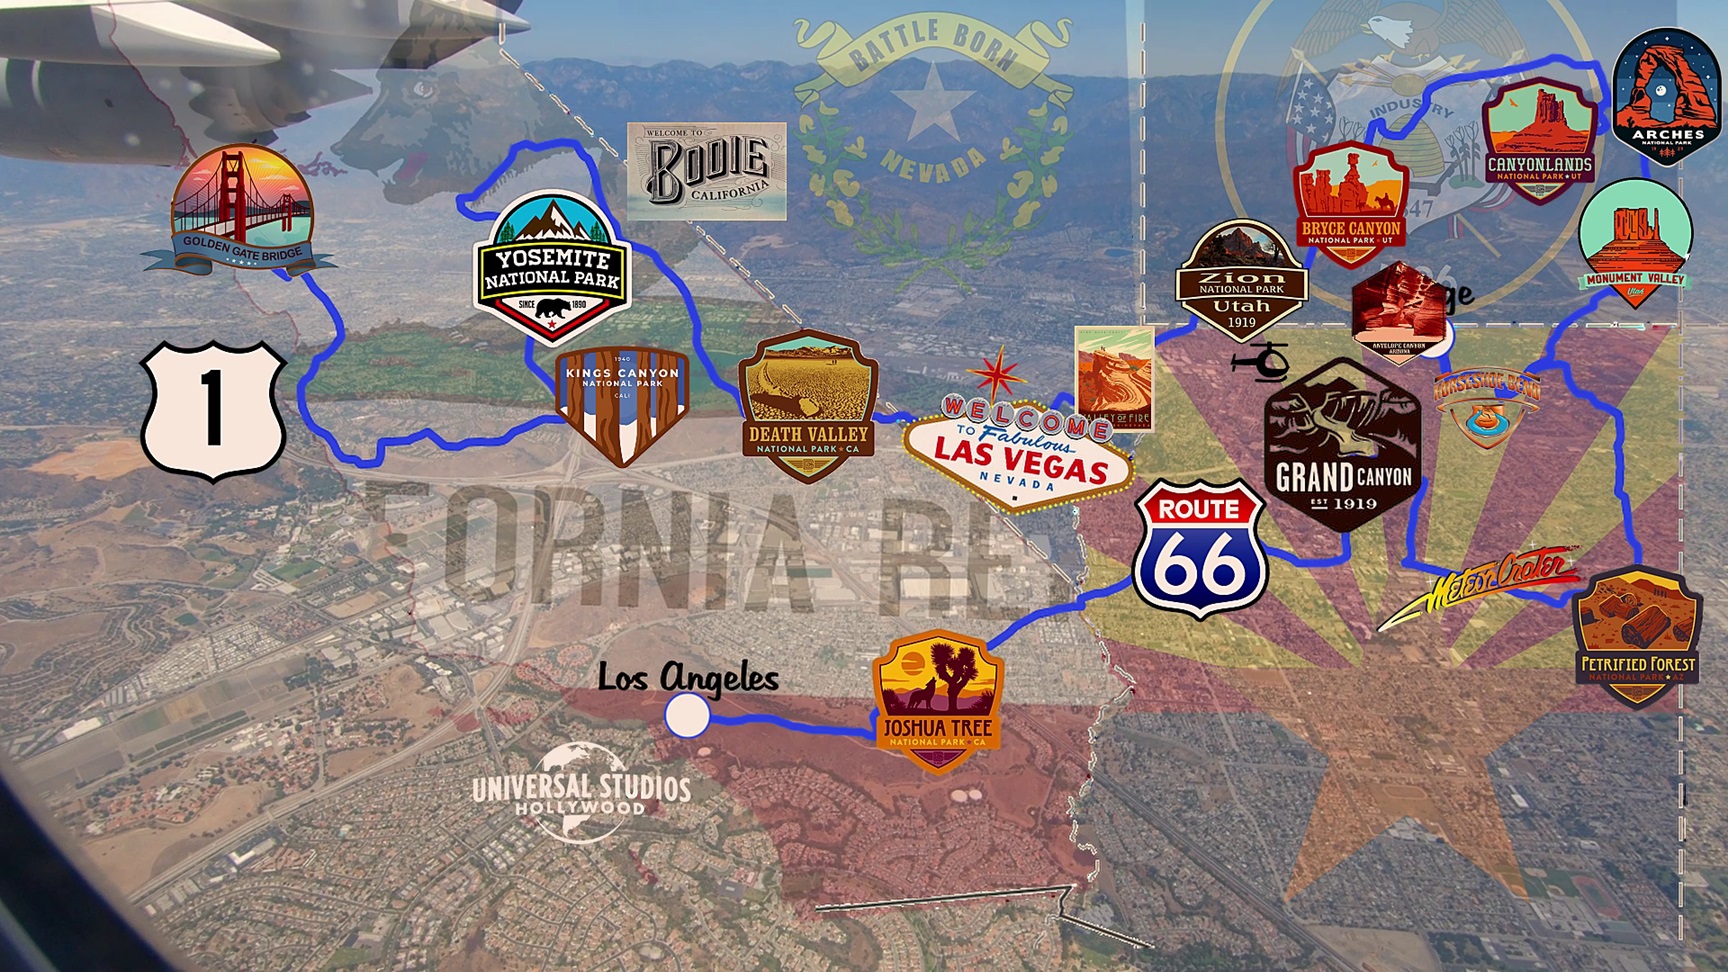 BATTLE BORN
NEVADA
INDUSTRY
ARCHES
NATIONAL PARK
CANYONLANDS
NATIONAL PARK UT
WELCOME TO
BODIE
CALIFORNIA
BRYCE CANYON
NATIONAL PARK UT
47
GOLDEN GATE BRIDGE
YOSEMITE
NATIONAL PARK
SINCE 1890
Zion
NATIONAL PARK
Utah
1919
MONUMENT VALLEY
Utah
ge
ANTELOPE CANYON
ARIZONA
1
1940
KINGS CANYON
NATIONAL PARK
CALI
DEATH VALLEY
NATIONAL PARK CA
VALLEY OF FIRE
WELCOME
TO Fabulous
LAS VEGAS
NEVADA
HORSESHOE BEND
GRAND CANYON
EST 1919
FORNIA RE
ROUTE
66
Meteor Crater
PETRIFIED FOREST
NATIONAL PARK AZ
Los Angeles
JOSHUA TREE
NATIONAL PARK CA
UNIVERSAL STUDIOS
HOLLYWOOD